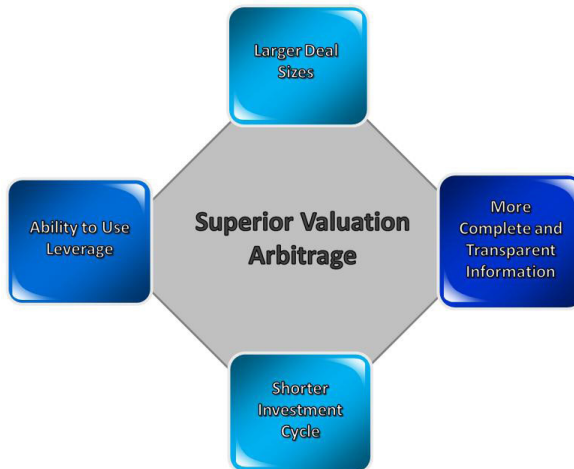 Larger Deal
Sizes
Ability to Use
Leverage
Superior Valuation
Arbitrage
More
Complete and
Transparent
Information
Shorter
Investment
Cycle